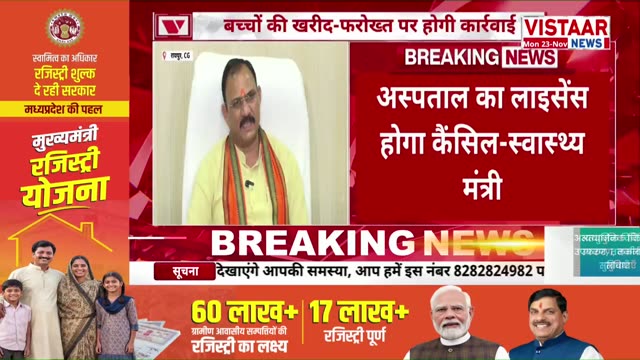 स्वामित्व का अधिकार
रजिस्ट्री शुल्क
दे रही सरकार
मध्यप्रदेश की पहल
मुख्यमंत्री
रजिस्ट्री
योजना
बच्चों की खरीद-फरोख्त पर होगी कार्रवाई
VISTAAR
Mon 23-Nov NEWS
रायपुर, CG
BREAKING NEWS
अस्पताल का लाइसेंस
होगा कैंसिल-स्वास्थ्य
मंत्री
BREAKING NEWS
सूचना
देखाएंगे आपकी समस्या, आप हमें इस नंबर 8282824982 प
60 लाख+
ग्रामीण आवासीय सम्पत्तियों की
रजिस्ट्री का लक्ष्य
17 लाख+
रजिस्ट्री पूर्ण